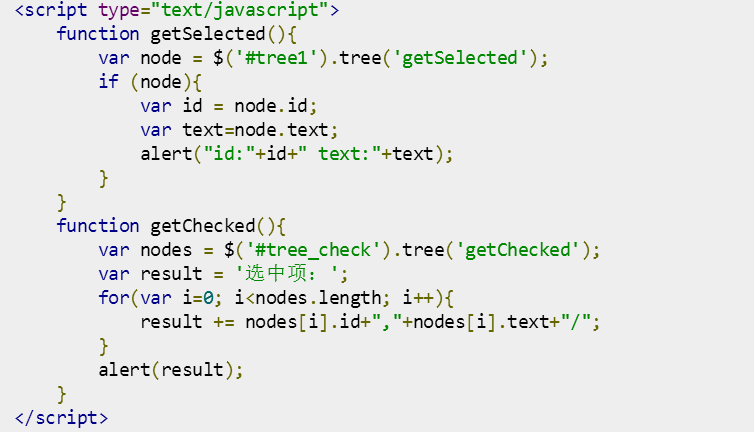 <script type="text/javascript">
    function getSelected(){
        var node = $('#tree1').tree('getSelected');
        if (node){
            var id = node.id;
            var text=node.text;
            alert("id:"+id+" text:"+text);
        }
    }
    function getChecked(){
        var nodes = $('#tree_check').tree('getChecked');
        var result = '选中项：';
        for(var i=0; i<nodes.length; i++){
            result += nodes[i].id+","+nodes[i].text+"/";
        }
        alert(result);
    }
</script>